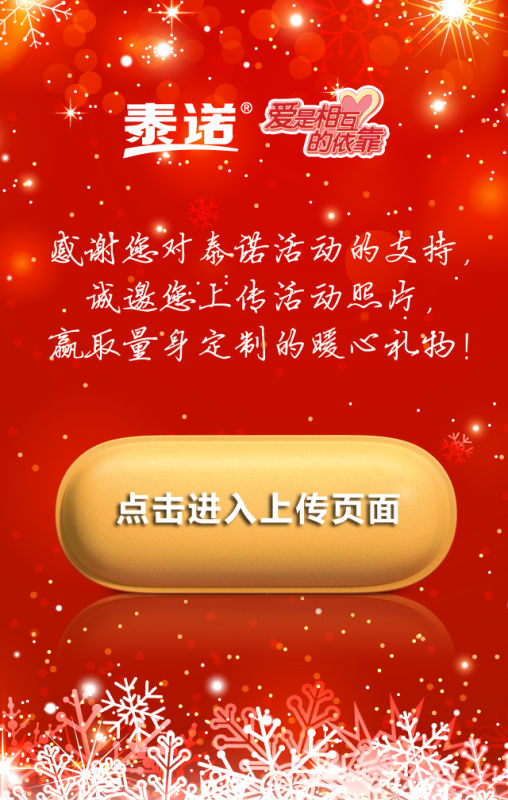 泰诺®
爱是相互
的依靠
感谢您对泰诺活动的支持，
诚邀您上传活动照片，
赢取量身定制的暖心礼物！
点击进入上传页面